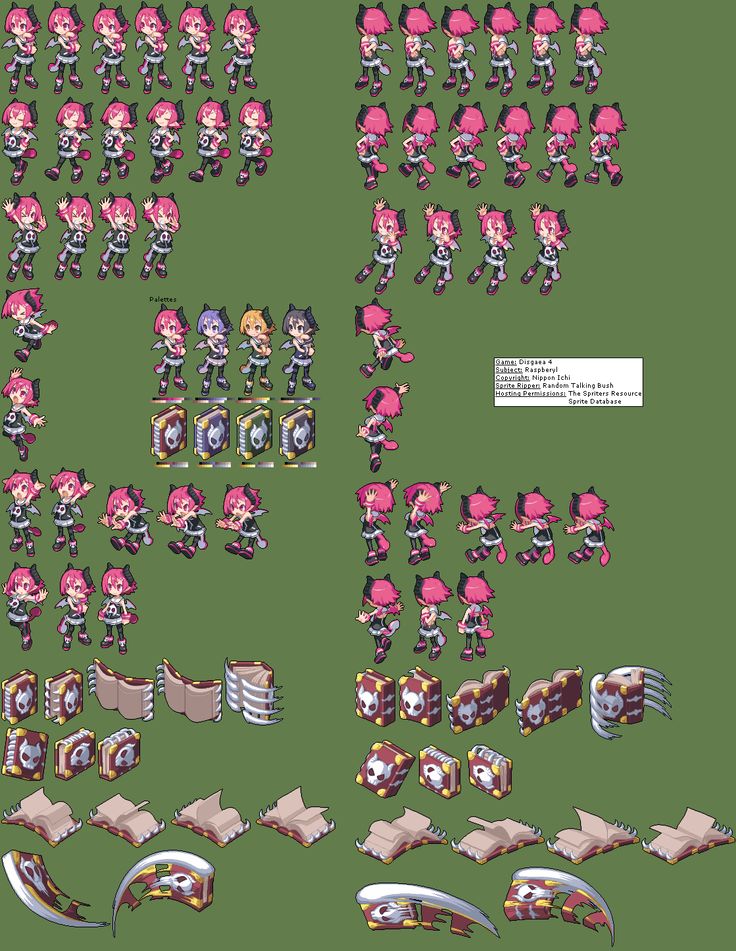 Palettes
Game: Disgaea 4
Subject: Raspberyl
Copyright: Nippon Ichi
Sprite Ripper: Random Talking Bush
Hosting Permissions: The Spriters Resource
Sprite Database